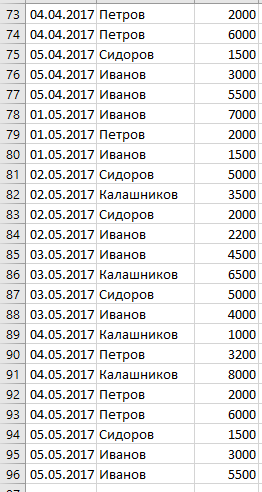 73 04.04.2017 Петров 2000
74 04.04.2017 Петров 6000
75 05.04.2017 Сидоров 1500
76 05.04.2017 Иванов 3000
77 05.04.2017 Иванов 5500
78 01.05.2017 Иванов 7000
79 01.05.2017 Петров 2000
80 01.05.2017 Иванов 1500
81 02.05.2017 Сидоров 5000
82 02.05.2017 Калашников 3500
83 02.05.2017 Сидоров 2000
84 02.05.2017 Иванов 2200
85 03.05.2017 Иванов 4500
86 03.05.2017 Калашников 6500
87 03.05.2017 Сидоров 5000
88 03.05.2017 Иванов 4000
89 04.05.2017 Калашников 1000
90 04.05.2017 Петров 3200
91 04.05.2017 Калашников 8000
92 04.05.2017 Петров 2000
93 04.05.2017 Петров 6000
94 05.05.2017 Сидоров 1500
95 05.05.2017 Иванов 3000
96 05.05.2017 Иванов 5500